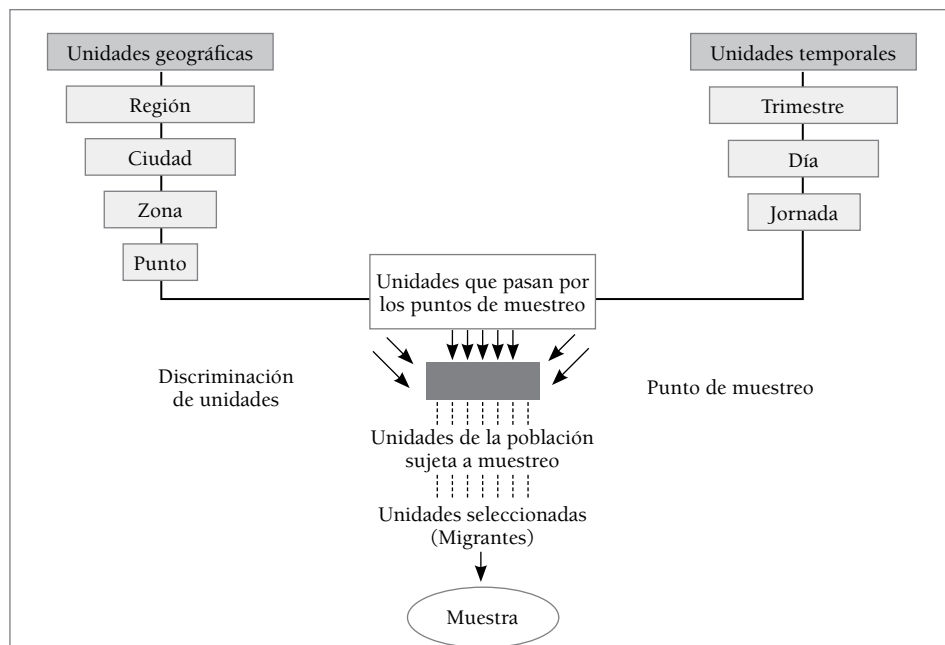 Unidades geográficas
Unidades temporales
Región
Trimestre
Ciudad
Día
Zona
Jornada
Punto
Unidades que pasan por
los puntos de muestreo
Discriminación
de unidades
Punto de muestreo
Unidades de la población
sujeta a muestreo
Unidades seleccionadas
(Migrantes)
Muestra